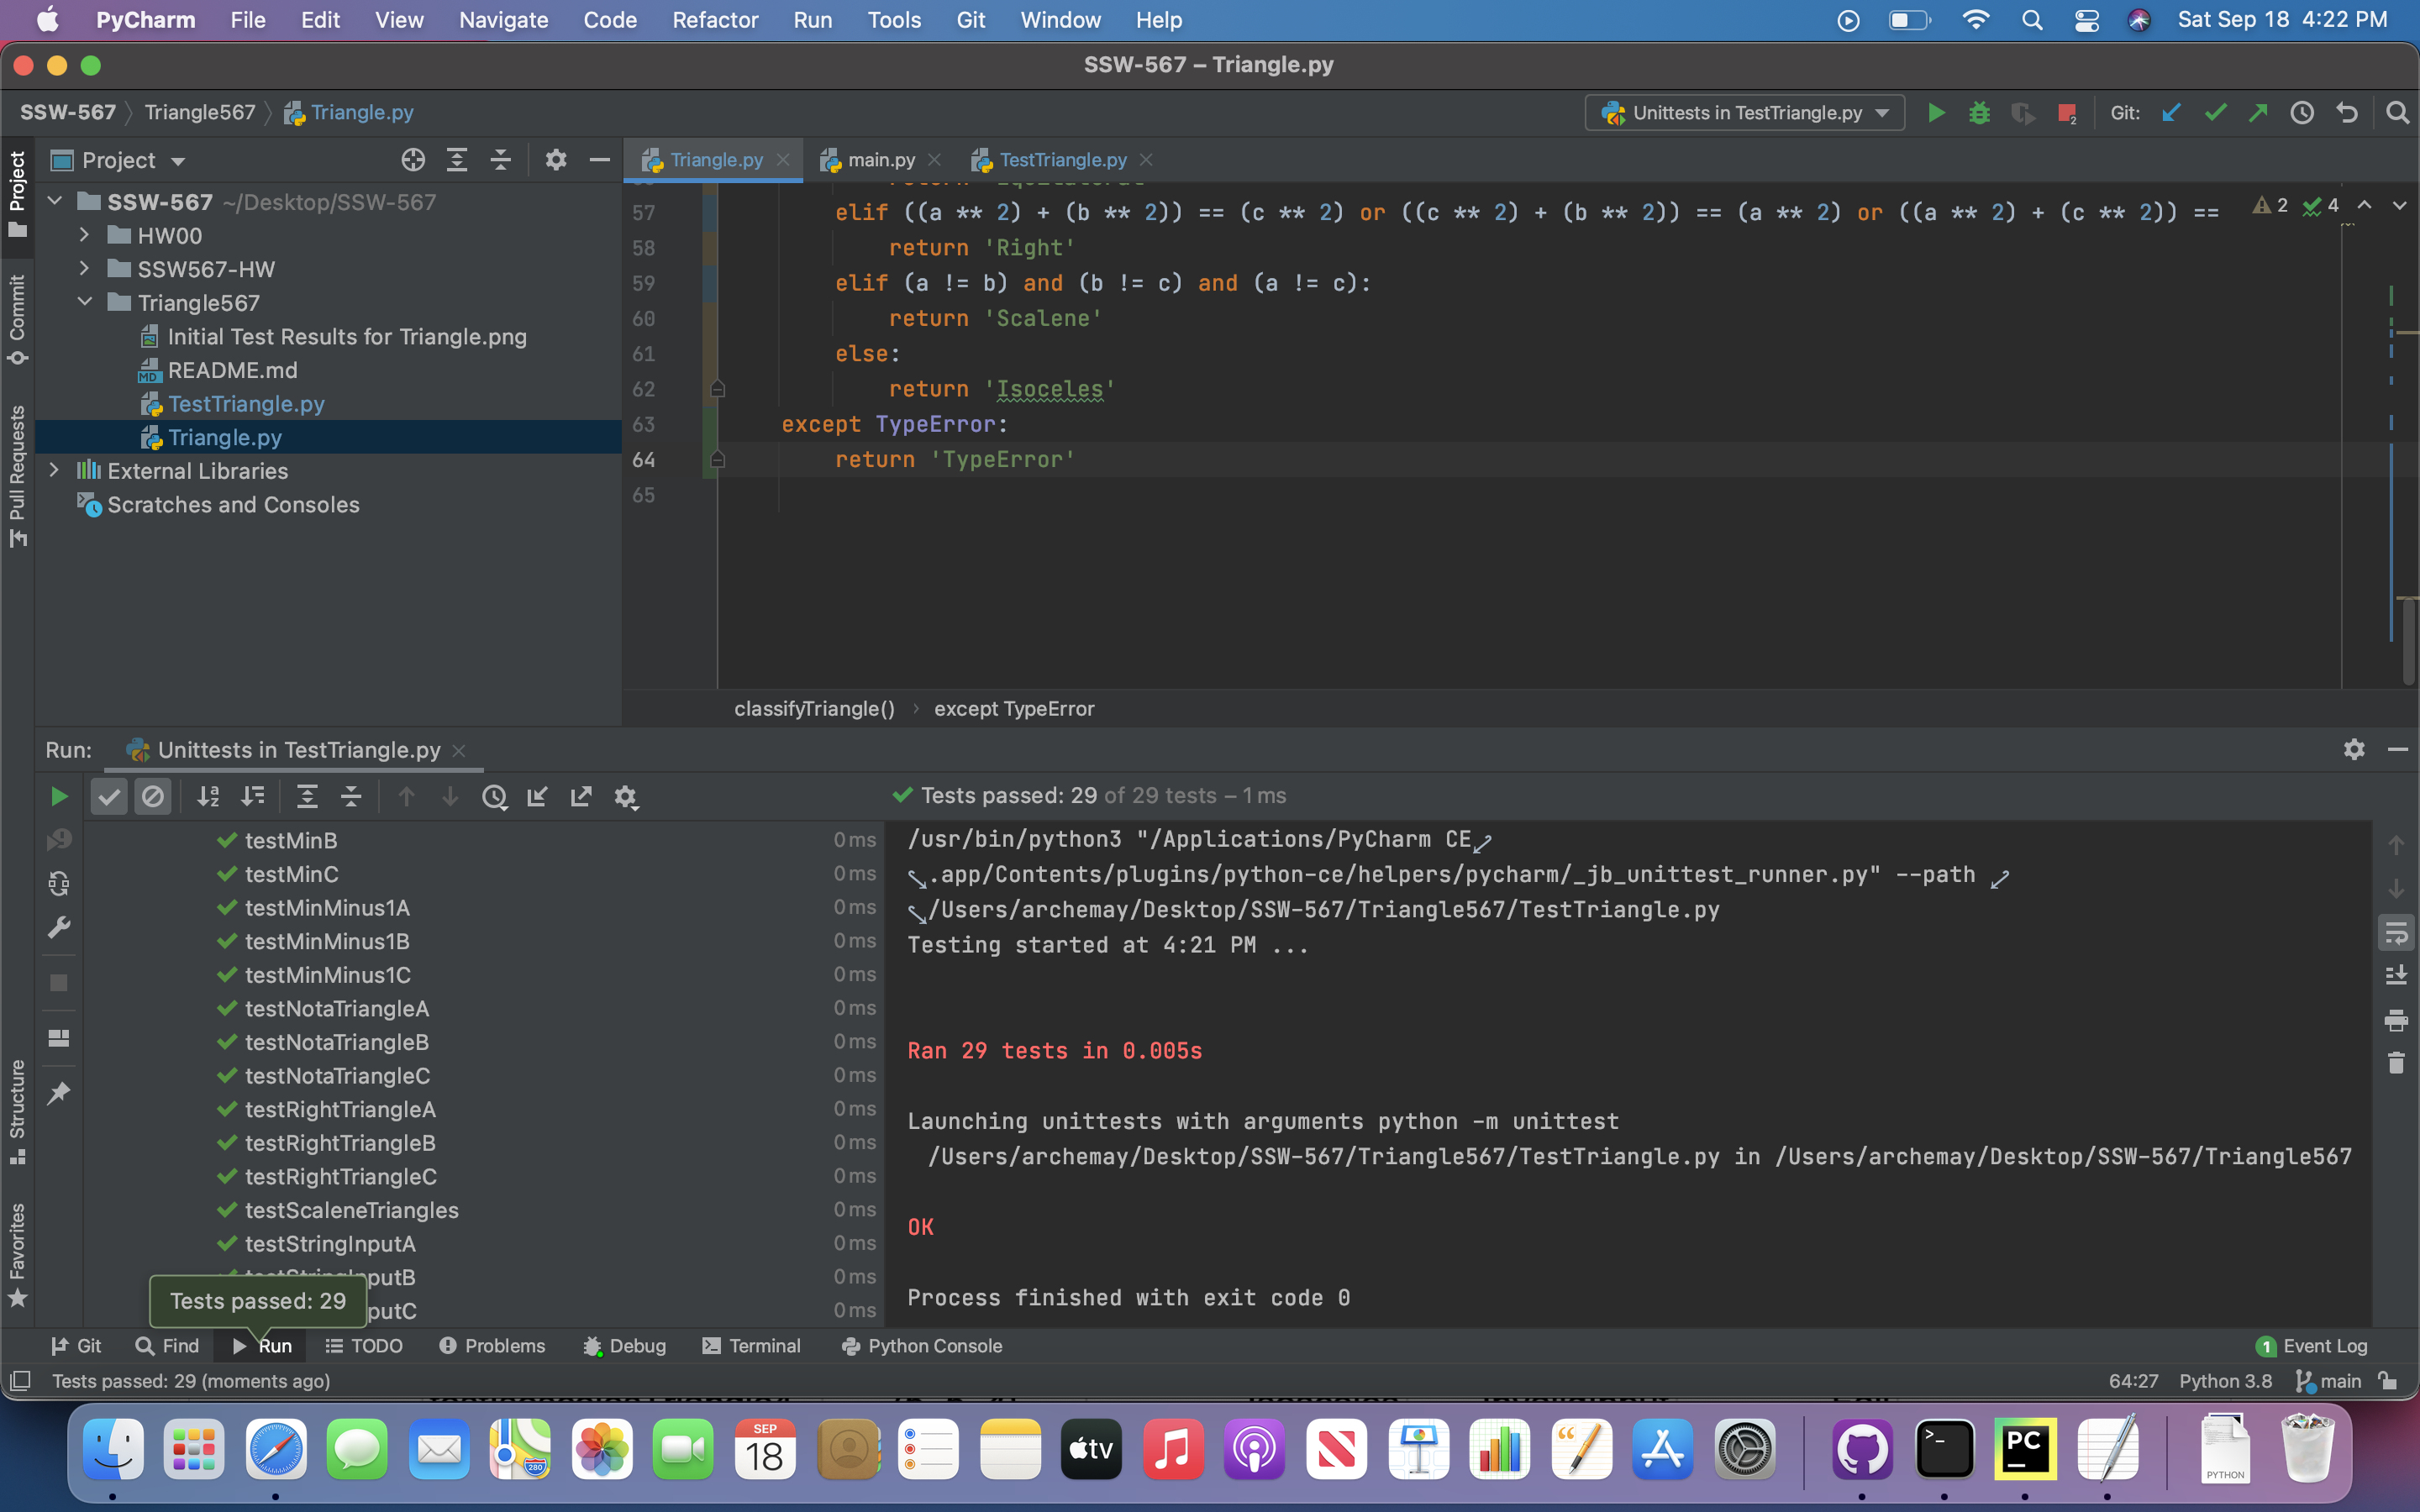 PyCharm File Edit View Navigate Code Refactor Run Tools Git Window Help Sat Sep 18 4:22 PM
SSW-567 – Triangle.py
SSW-567 Triangle567 Triangle.py Unittests in TestTriangle.py Git:
Project Triangle.py main.py TestTriangle.py
Project
Commit
Pull Requests
Structure
Favorites
SSW-567 ~/Desktop/SSW-567
HW00
SSW567-HW
Triangle567
Initial Test Results for Triangle.png
README.md
TestTriangle.py
Triangle.py
External Libraries
Scratches and Consoles
57 elif ((a ** 2) + (b ** 2)) == (c ** 2) or ((c ** 2) + (b ** 2)) == (a ** 2) or ((a ** 2) + (c ** 2)) == 2 4
58 return 'Right'
59 elif (a != b) and (b != c) and (a != c):
60 return 'Scalene'
61 else:
62 return 'Isoceles'
63 except TypeError:
64 return 'TypeError'
65
classifyTriangle() › except TypeError
Run: Unittests in TestTriangle.py
Tests passed: 29 of 29 tests – 1 ms
testMinB 0 ms
testMinC 0 ms
testMinMinus1A 0 ms
testMinMinus1B 0 ms
testMinMinus1C 0 ms
testNotaTriangleA 0 ms
testNotaTriangleB 0 ms
testNotaTriangleC 0 ms
testRightTriangleA 0 ms
testRightTriangleB 0 ms
testRightTriangleC 0 ms
testScaleneTriangles 0 ms
testStringInputA 0 ms
testStringInputB 0 ms
putC 0 ms
Tests passed: 29
/usr/bin/python3 "/Applications/PyCharm CE
.app/Contents/plugins/python-ce/helpers/pycharm/_jb_unittest_runner.py" --path
/Users/archemay/Desktop/SSW-567/Triangle567/TestTriangle.py
Testing started at 4:21 PM ...
Ran 29 tests in 0.005s
Launching unittests with arguments python -m unittest
/Users/archemay/Desktop/SSW-567/Triangle567/TestTriangle.py in /Users/archemay/Desktop/SSW-567/Triangle567
OK
Process finished with exit code 0
Git Find Run TODO Problems Debug Terminal Python Console 1 Event Log
Tests passed: 29 (moments ago) 64:27 Python 3.8 main
SEP
18
tv
280
PC
PYTHON